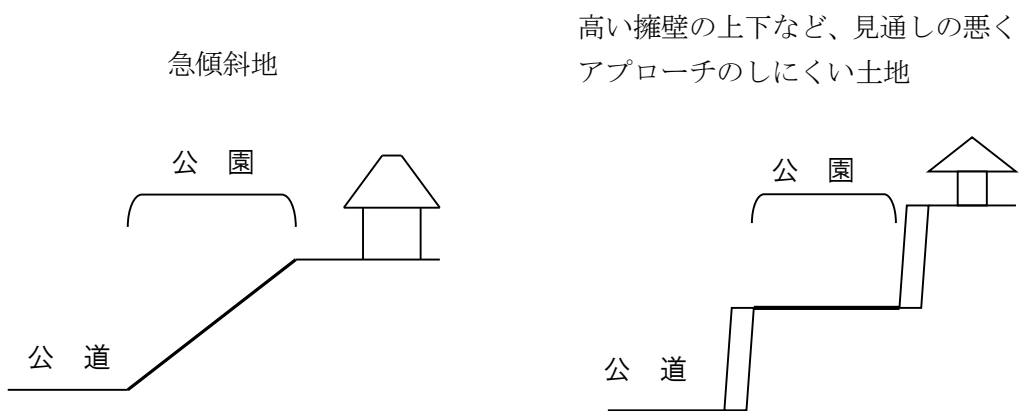 急傾斜地
公 園
公 道
高い擁壁の上下など、見通しの悪く
アプローチのしにくい土地
公 園
公 道